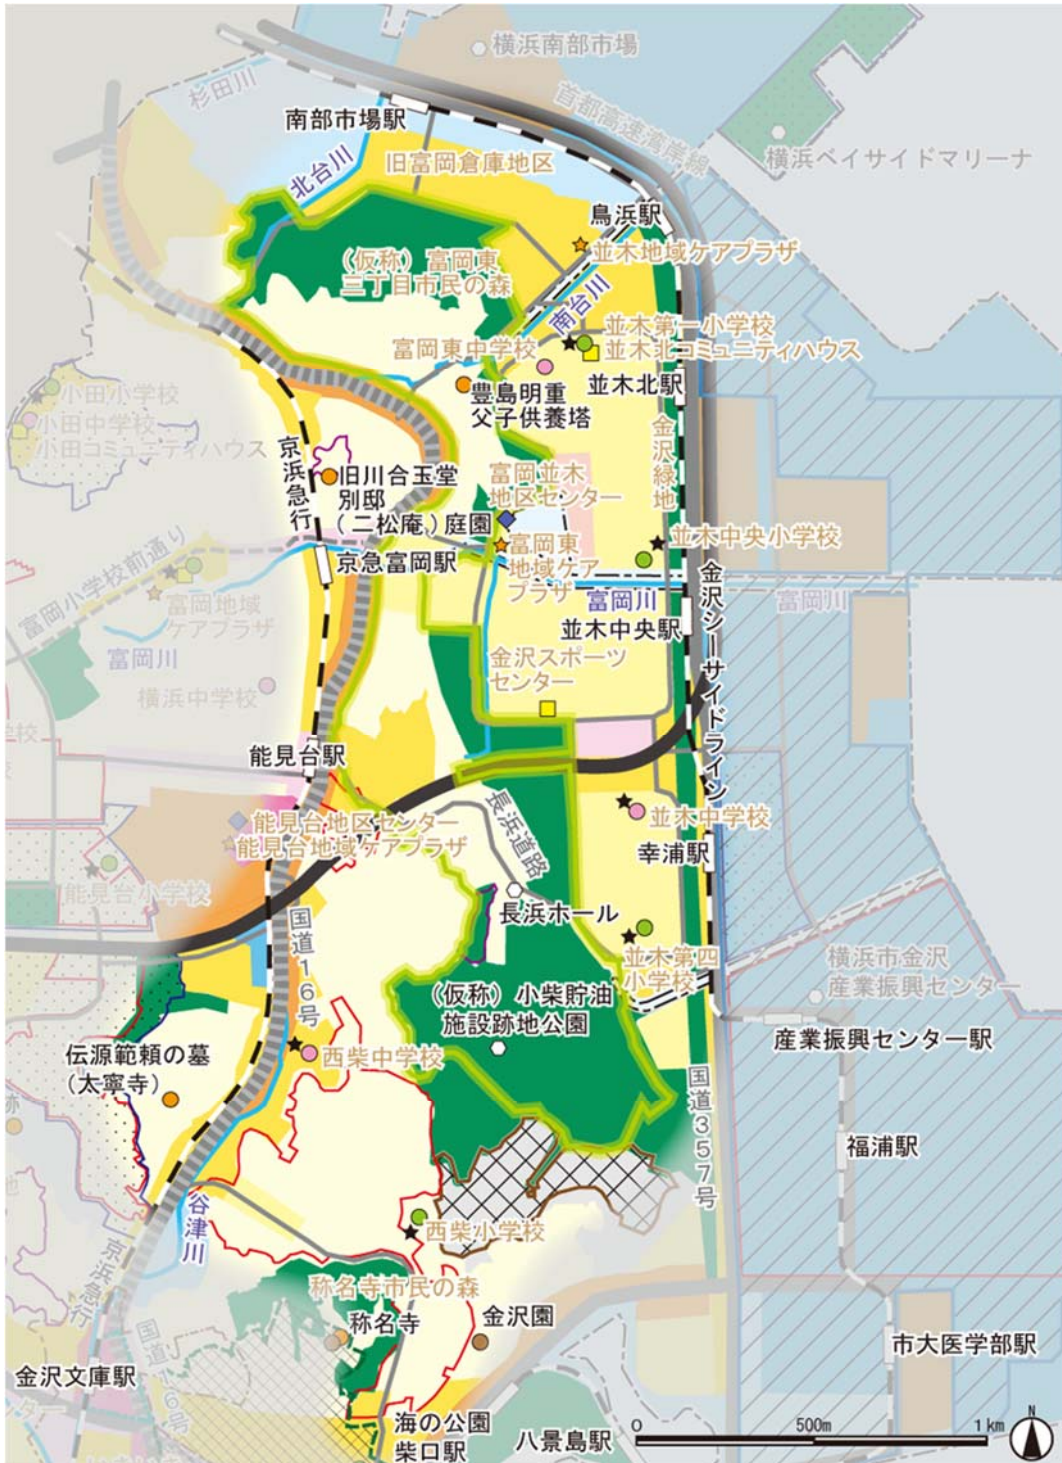 横浜南部市場
杉田川
首都高速湾岸線
南部市場駅
横浜ベイサイドマリーナ
旧富岡倉庫地区
北台川
鳥浜駅
並木地域ケアプラザ
(仮称)富岡東
三丁目市民の森
南台川
並木第一小学校
並木北コミュニティハウス
富岡東中学校
並木北駅
豊島明重
父子供養塔
小田小学校
小田中学校
小田コミュニティハウス
京浜急行
金沢緑地
旧川合玉堂
別邸
(二松庵)庭園
富岡並木
地区センター
並木中央小学校
京急富岡駅
富岡東
地域ケア
プラザ
富岡小学校前通り
富岡地域
ケアプラザ
富岡川
富岡川
富岡川
並木中央駅
金沢シーサイドライン
金沢スポーツ
センター
横浜中学校
学校
能見台駅
長浜道路
能見台地区センター
能見台地域ケアプラザ
並木中学校
幸浦駅
能見台小学校
長浜ホール
国道16号
並木第四
小学校
横浜市金沢
産業振興センター
(仮称)小柴貯油
施設跡地公園
産業振興センター駅
西柴中学校
伝源範頼の墓
(太寧寺)
跡
国道357号
福浦駅
谷津川
西柴小学校
京浜急行
称名寺市民の森
称名寺
金沢園
国道16号
金沢文庫駅
ンター
市大医学部駅
海の公園
柴口駅
八景島駅
0 500m 1km
N